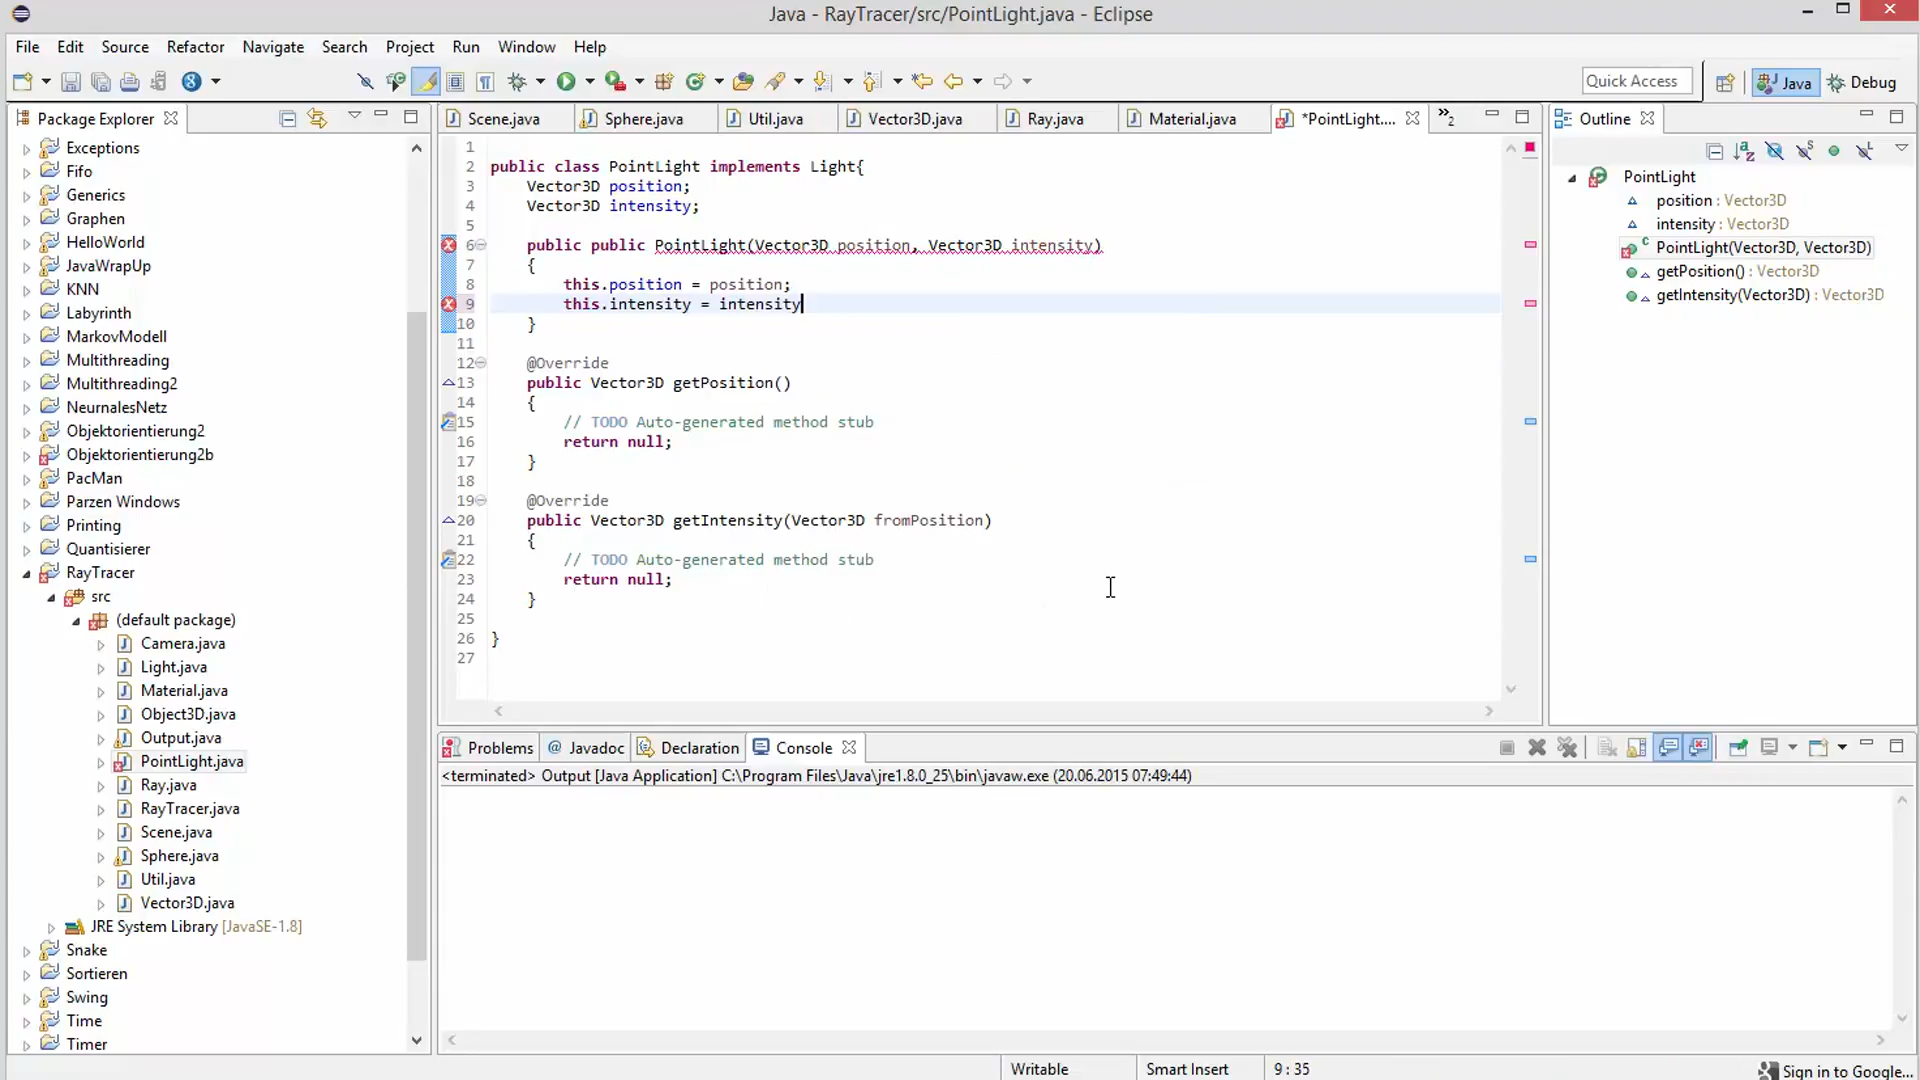 Java - RayTracer/src/PointLight.java - Eclipse
File Edit Source Refactor Navigate Search Project Run Window Help
Quick Access
Java
Debug
Package Explorer
Exceptions
Fifo
Generics
Graphen
HelloWorld
JavaWrapUp
KNN
Labyrinth
MarkovModell
Multithreading
Multithreading2
NeurnalesNetz
Objektorientierung2
Objektorientierung2b
PacMan
Parzen Windows
Printing
Quantisierer
RayTracer
src
(default package)
Camera.java
Light.java
Material.java
Object3D.java
Output.java
PointLight.java
Ray.java
RayTracer.java
Scene.java
Sphere.java
Util.java
Vector3D.java
JRE System Library [JavaSE-1.8]
Snake
Sortieren
Swing
Time
Timer
Scene.java Sphere.java Util.java Vector3D.java Ray.java Material.java *PointLight.... »2
1
2 public class PointLight implements Light{
3 Vector3D position;
4 Vector3D intensity;
5
6 public public PointLight(Vector3D position, Vector3D intensity)
7 {
8 this.position = position;
9 this.intensity = intensity
10 }
11
12 @Override
13 public Vector3D getPosition()
14 {
15 // TODO Auto-generated method stub
16 return null;
17 }
18
19 @Override
20 public Vector3D getIntensity(Vector3D fromPosition)
21 {
22 // TODO Auto-generated method stub
23 return null;
24 }
25
26 }
27
Outline
PointLight
position : Vector3D
intensity : Vector3D
PointLight(Vector3D, Vector3D)
getPosition() : Vector3D
getIntensity(Vector3D) : Vector3D
Problems @ Javadoc Declaration Console
<terminated> Output [Java Application] C:\Program Files\Java\jre1.8.0_25\bin\javaw.exe (20.06.2015 07:49:44)
Writable Smart Insert 9 : 35 Sign in to Google...